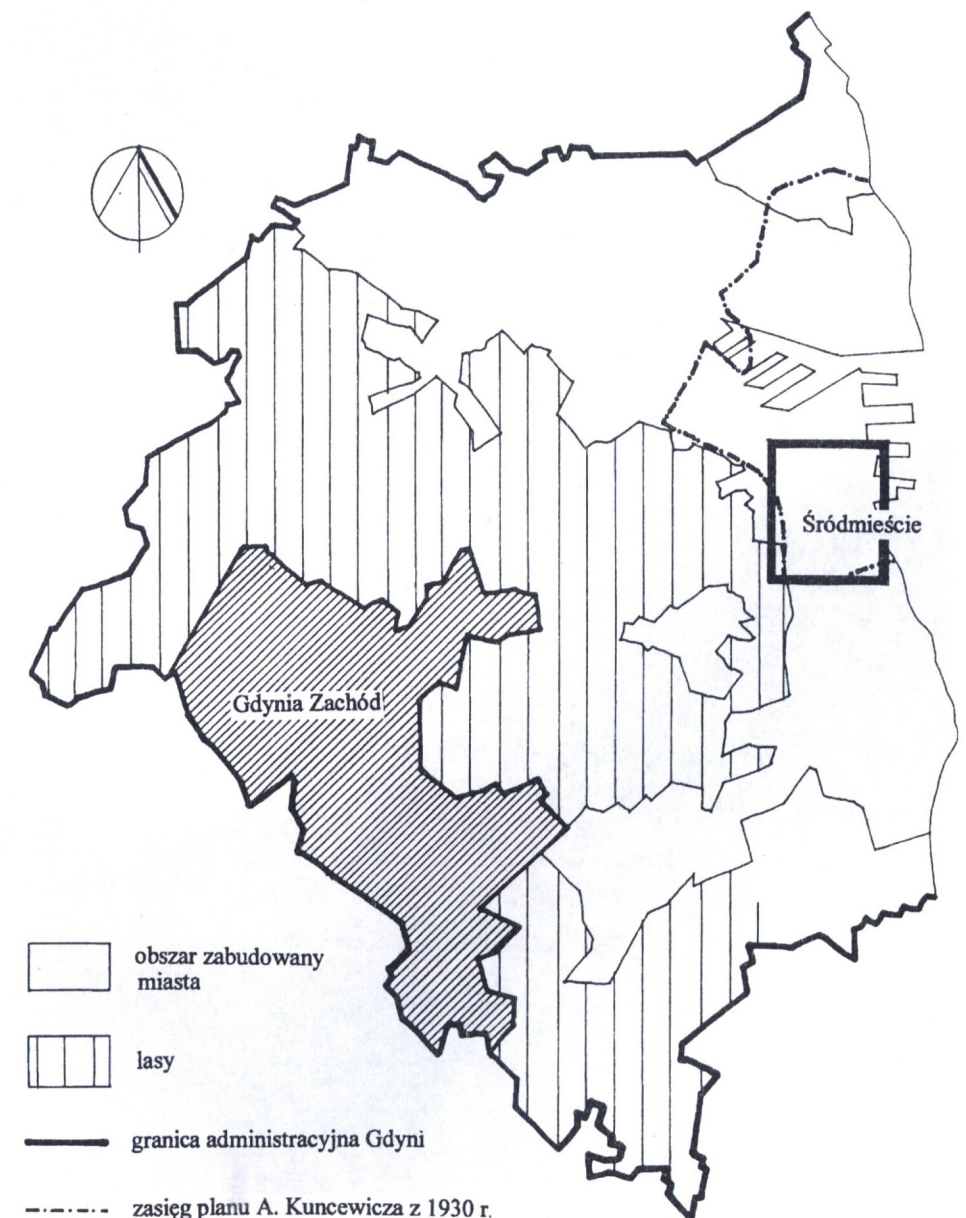 Śródmieście
Gdynia Zachód
obszar zabudowany
miasta
lasy
granica administracyjna Gdyni
zasięg planu A. Kuncewicza z 1930 r.